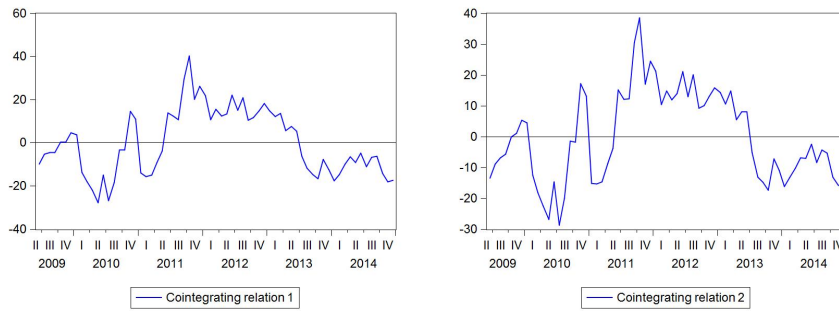 60
40
20
0
-20
-40
II III IV I II III IV I II III IV I II III IV I II III IV I II III IV
2009 2010 2011 2012 2013 2014
Cointegrating relation 1
40
30
20
10
0
-10
-20
-30
II III IV I II III IV I II III IV I II III IV I II III IV I II III IV
2009 2010 2011 2012 2013 2014
Cointegrating relation 2